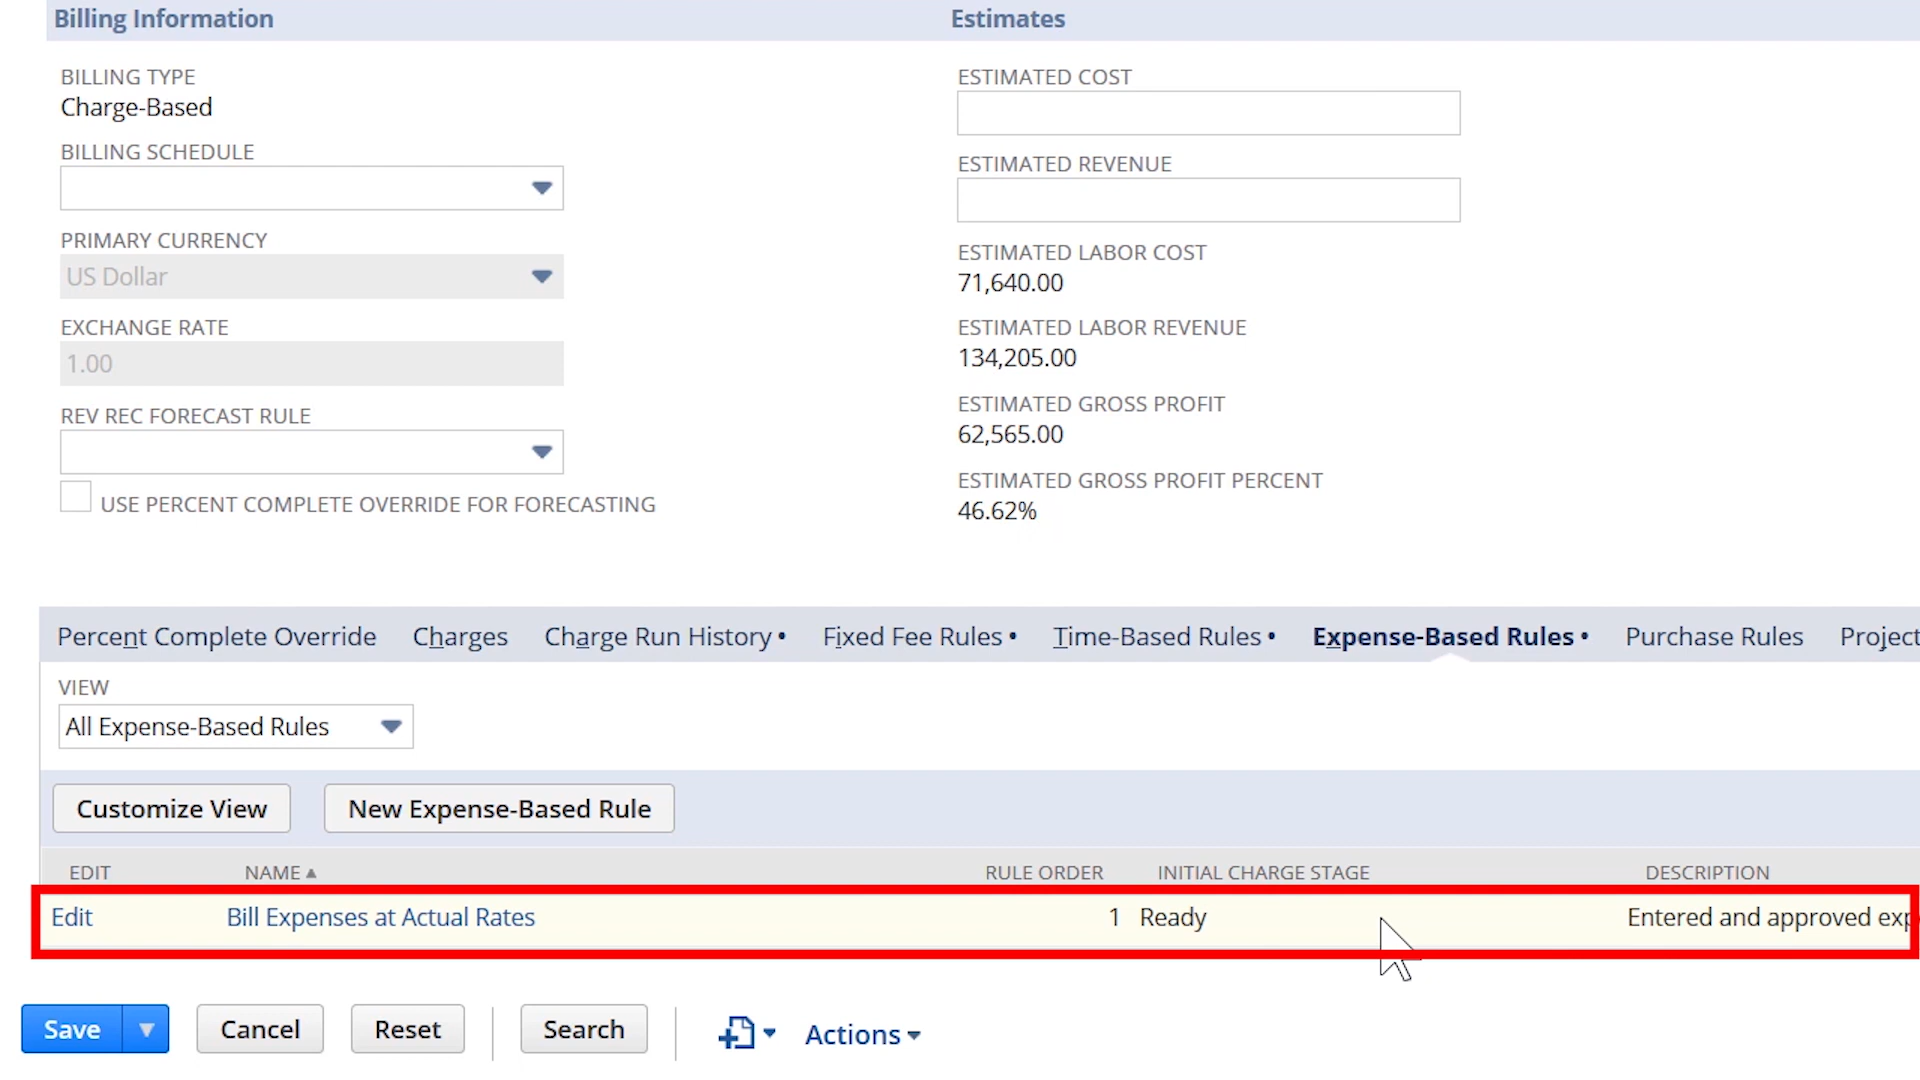 Billing Information
Estimates
BILLING TYPE
Charge-Based
BILLING SCHEDULE
PRIMARY CURRENCY
US Dollar
EXCHANGE RATE
1.00
REV REC FORECAST RULE
USE PERCENT COMPLETE OVERRIDE FOR FORECASTING
ESTIMATED COST
ESTIMATED REVENUE
ESTIMATED LABOR COST
71,640.00
ESTIMATED LABOR REVENUE
134,205.00
ESTIMATED GROSS PROFIT
62,565.00
ESTIMATED GROSS PROFIT PERCENT
46.62%
Percent Complete Override Charges Charge Run History • Fixed Fee Rules • Time-Based Rules • Expense-Based Rules • Purchase Rules Project
VIEW
All Expense-Based Rules
Customize View New Expense-Based Rule
EDIT NAME ▲ RULE ORDER INITIAL CHARGE STAGE DESCRIPTION
Edit Bill Expenses at Actual Rates 1 Ready Entered and approved exp
Save Cancel Reset Search Actions